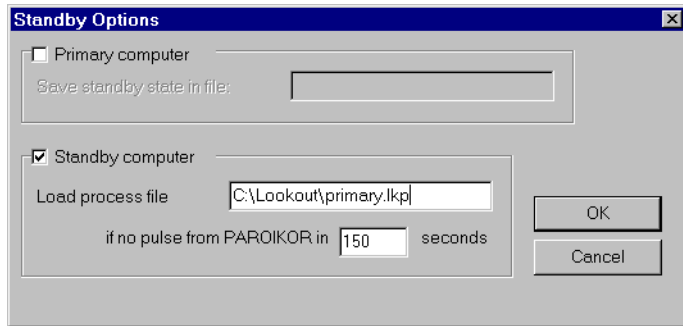 Standby Options
Primary computer
Save standby state in file:
Standby computer
Load process file C:\Lookout\primary.lkp
if no pulse from PAROIKOR in 150 seconds
OK
Cancel